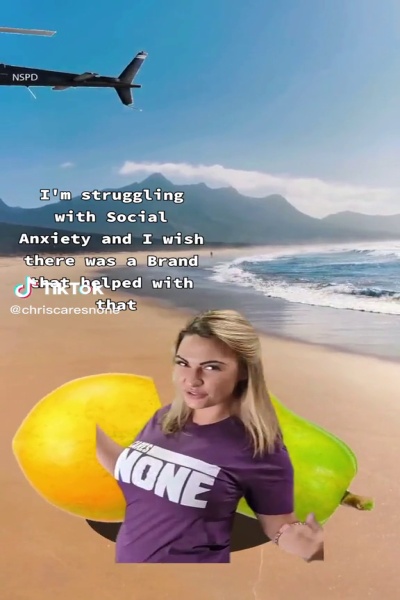 NSPD
I'm struggling
with Social
Anxiety and I wish
there was a Brand
that helped with
that
TikTok
@chriscaresnone
NONE